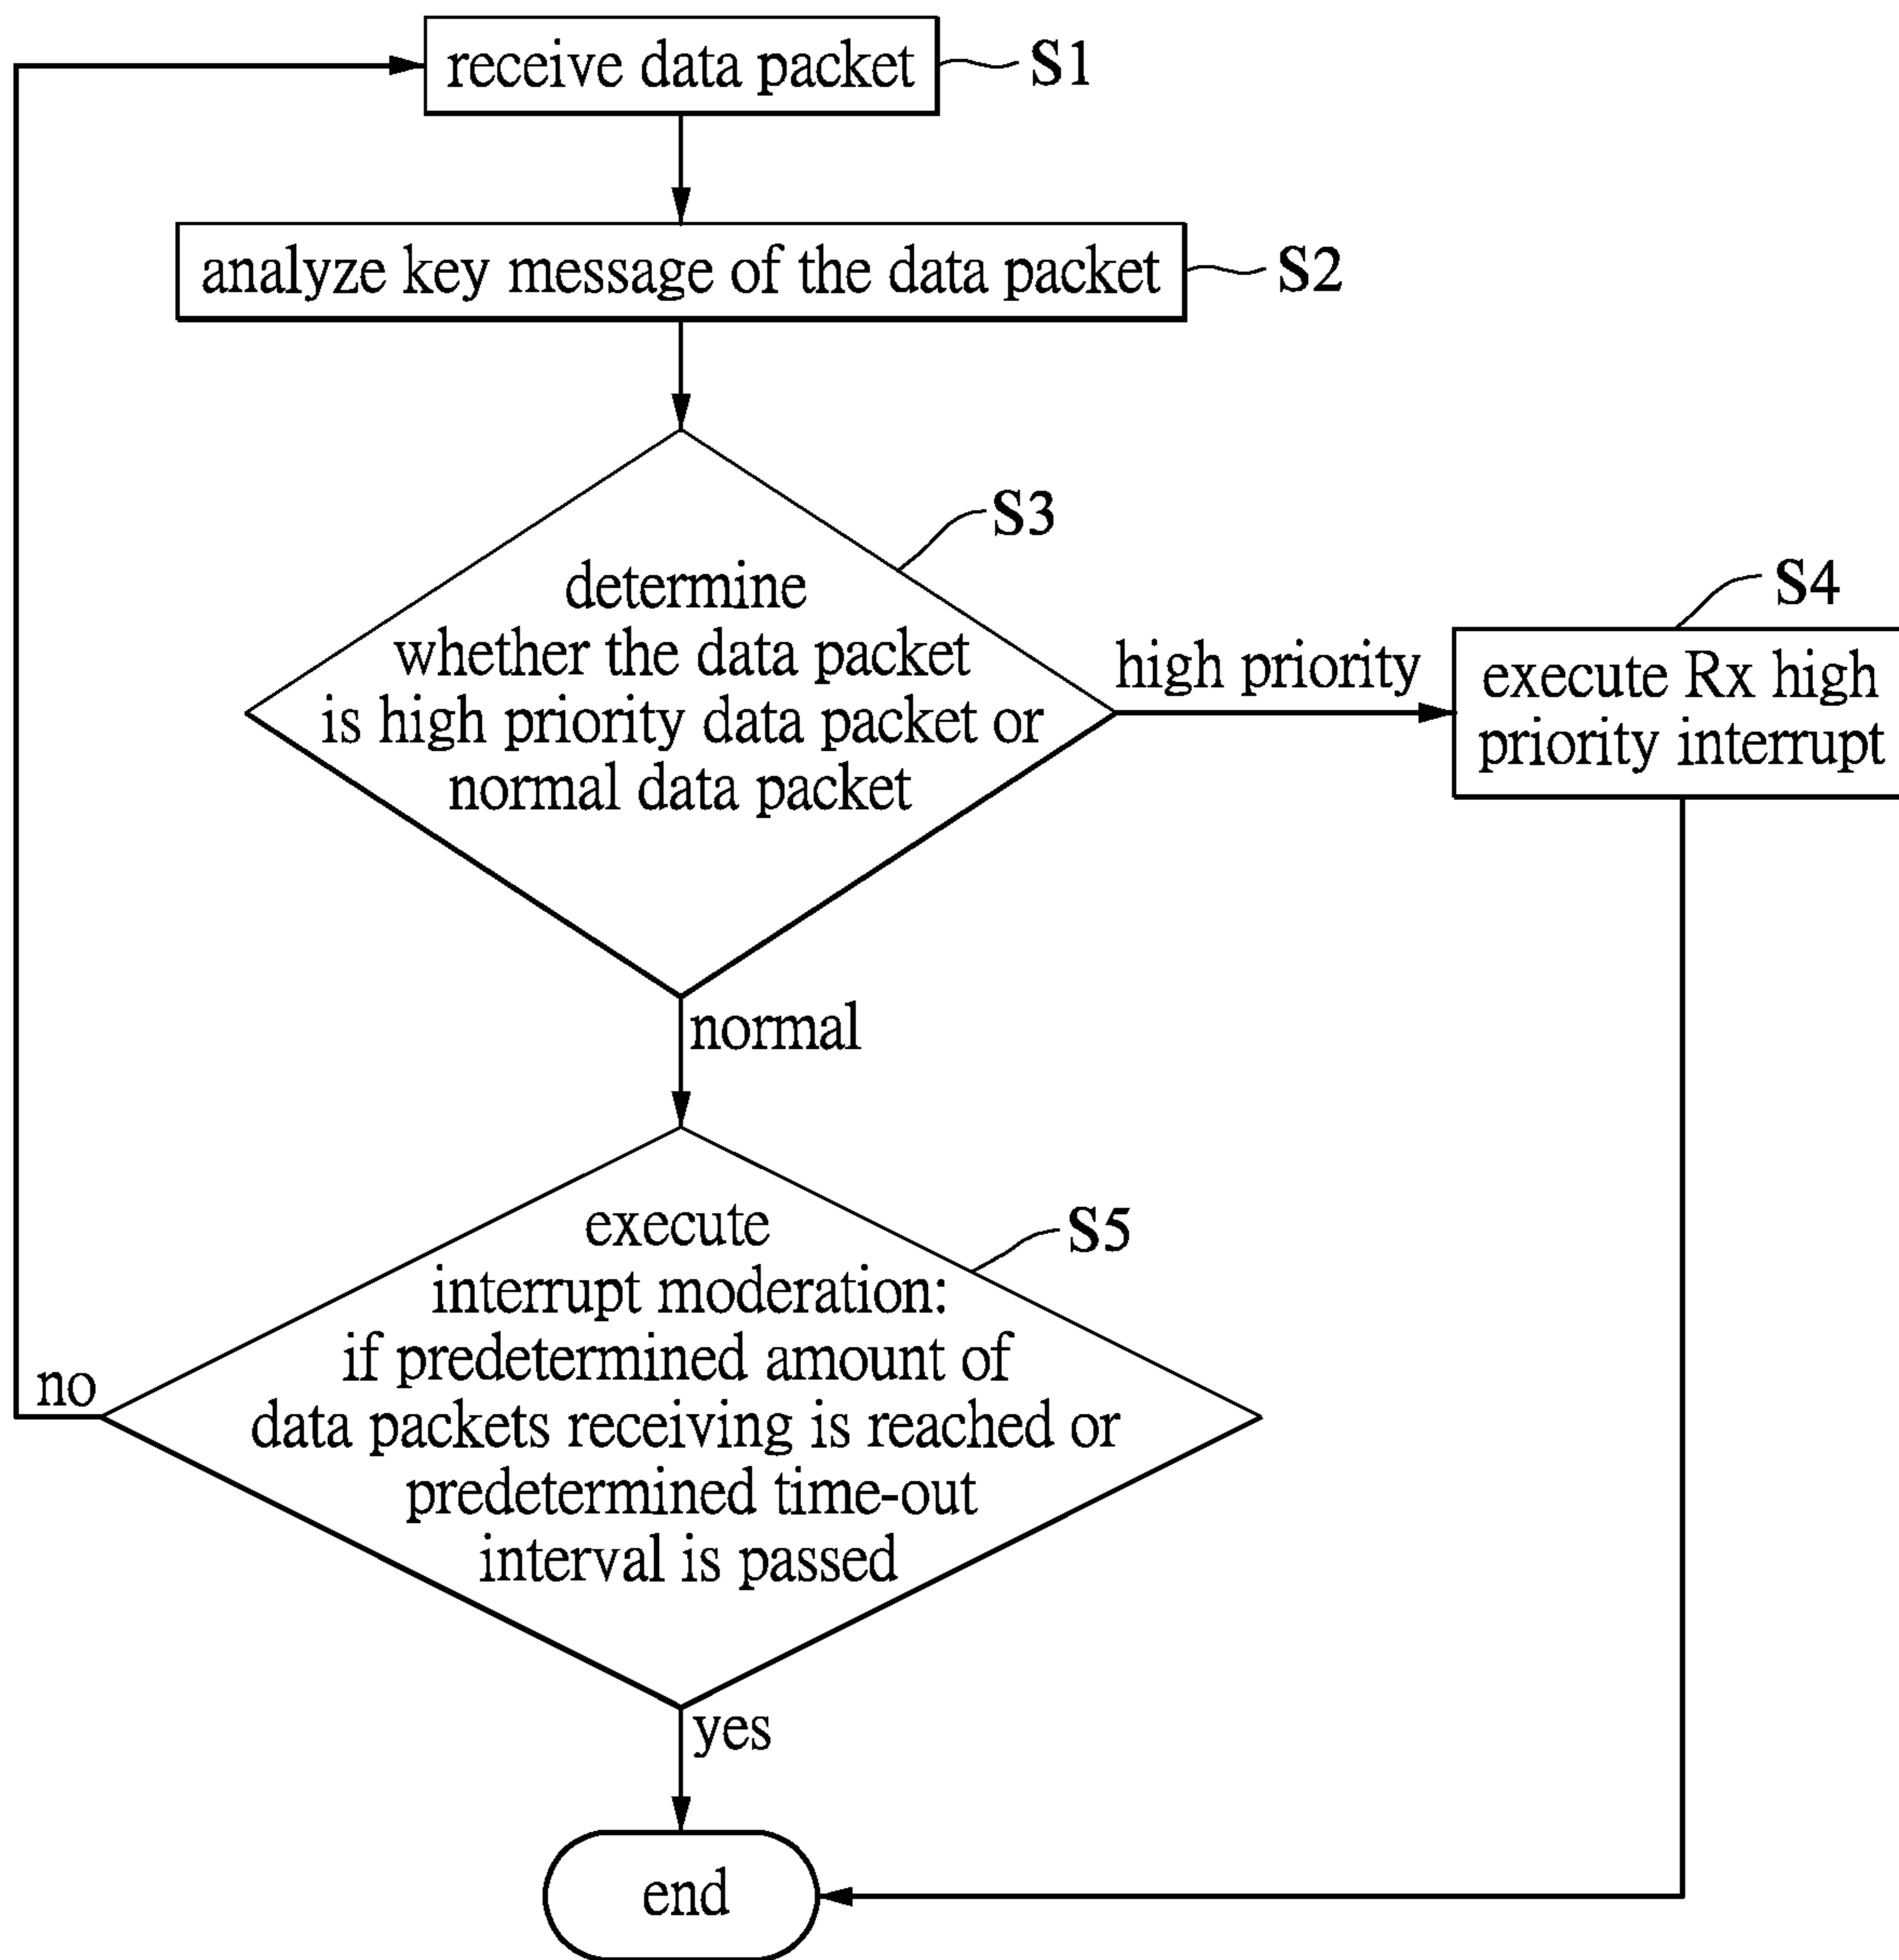 receive data packet
S1
analyze key message of the data packet
S2
S3
determine
whether the data packet
is high priority data packet or
normal data packet
high priority
S4
execute Rx high
priority interrupt
normal
S5
execute
interrupt moderation:
if predetermined amount of
data packets receiving is reached or
predetermined time-out
interval is passed
no
yes
end